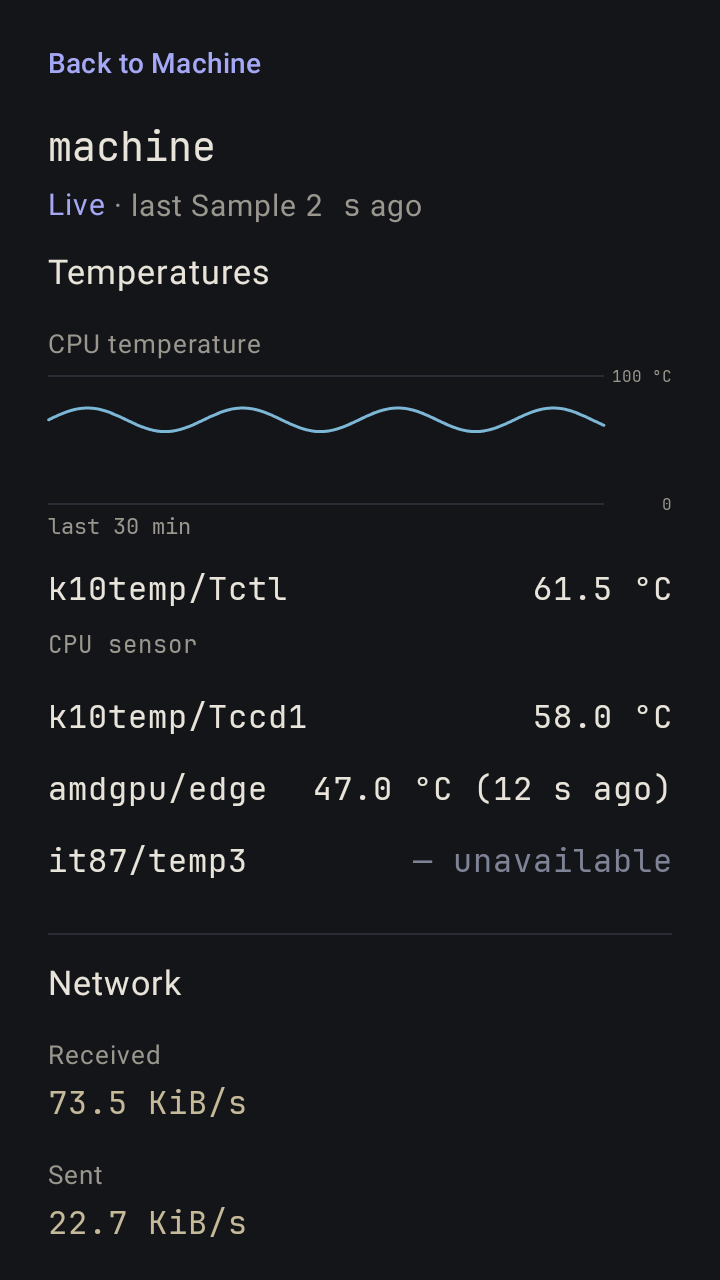 Back to Machine
machine
Live · last Sample 2 s ago
Temperatures
CPU temperature
100 °C
0
last 30 min
k10temp/Tctl 61.5 °C
CPU sensor
k10temp/Tccd1 58.0 °C
amdgpu/edge 47.0 °C (12 s ago)
it87/temp3 — unavailable
Network
Received
73.5 KiB/s
Sent
22.7 KiB/s